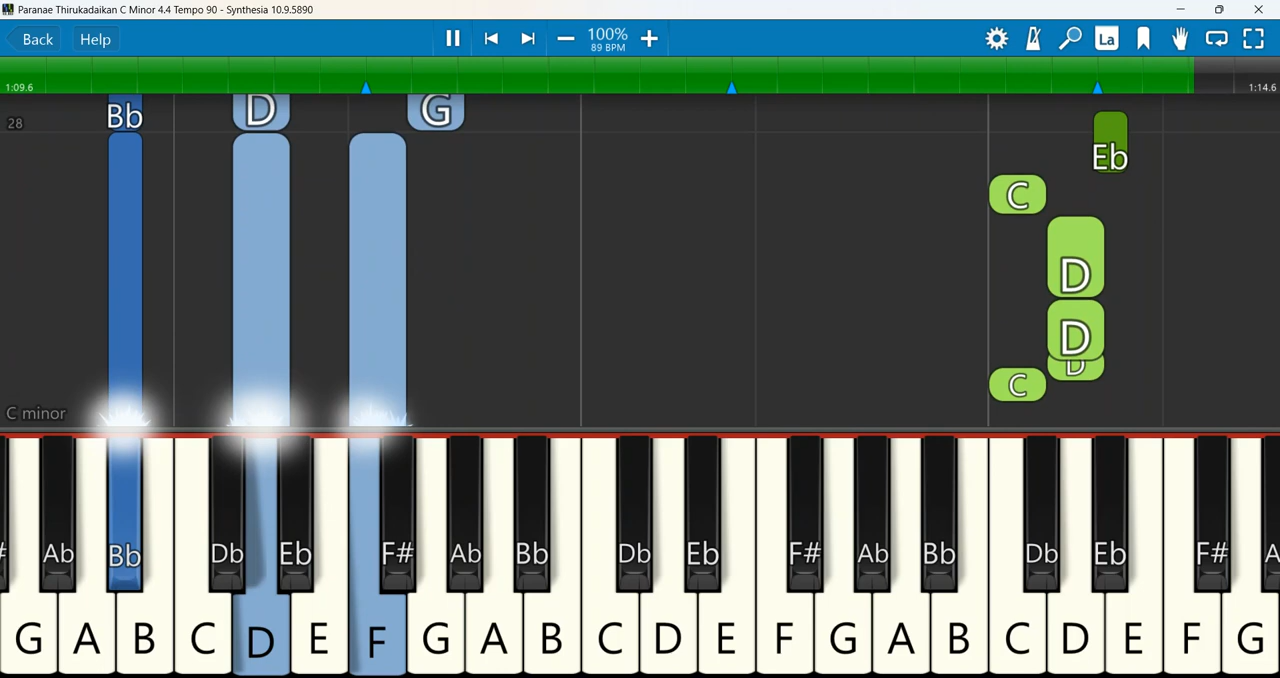 Paranae Thirukadaikan C Minor 4.4 Tempo 90 - Synthesia 10.9.5890
Back Help 100% La
89 BPM
1:09.6 1:14.6
Bb D G
28
Eb
C
D
D
D
C
C minor
Ab Bb Db Eb F# Ab Bb Db Eb F# Ab Bb Db Eb F# A
G A B C D E F G A B C D E F G A B C D E F G